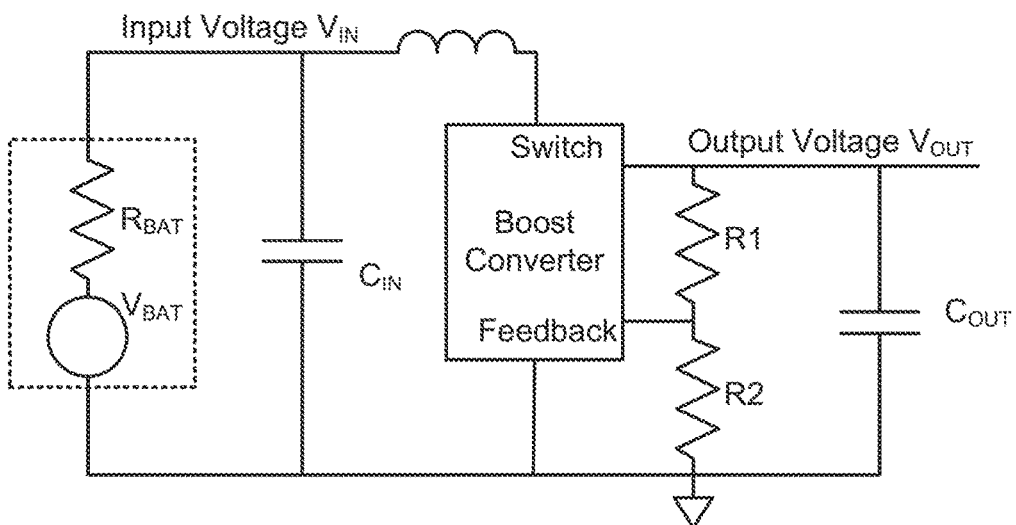 Input Voltage V_IN
Switch
Output Voltage V_OUT
R_BAT
Boost
Converter
R1
C_IN
V_BAT
C_OUT
Feedback
R2